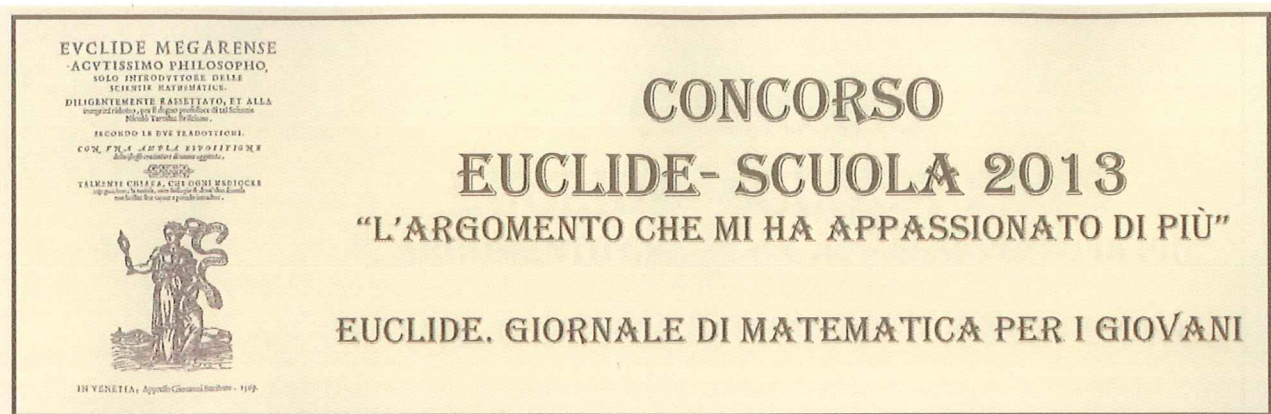 EVCLIDE MEGARENSE
ACVTISSIMO PHILOSOPHO,
SOLO INTRODVTTORE DELLE
SCIENTIE MATHEMATICE.
DILIGENTEMENTE RASSETTATO, ET ALLA
SECONDO LE DVE TRADOTTIONI.
CON VNA AMPLA ESPOSITIONE
TALMENTE CHIARA, CHE OGNI MEDIOCRE
IN VENETIA, Appresso Giovanni
CONCORSO
EUCLIDE- SCUOLA 2013
“L’ARGOMENTO CHE MI HA APPASSIONATO DI PIÙ”
EUCLIDE. GIORNALE DI MATEMATICA PER I GIOVANI